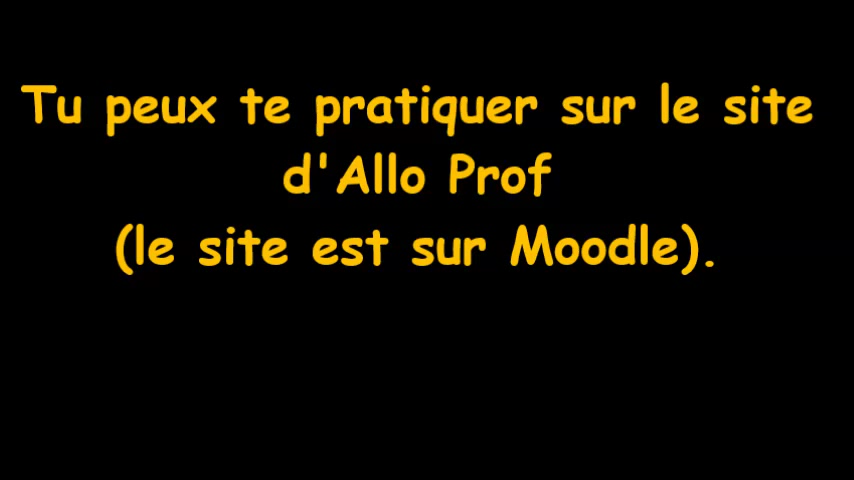 Tu peux te pratiquer sur le site
d'Allo Prof
(le site est sur Moodle).